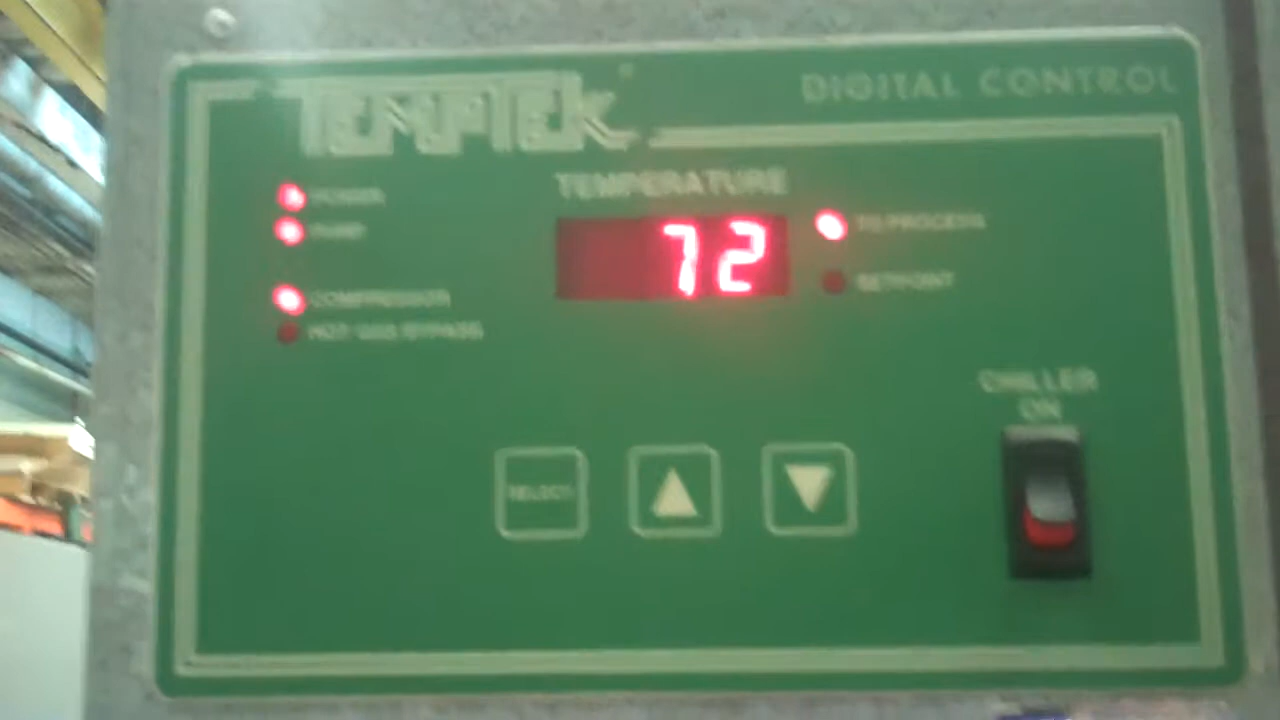 TEMPTEK
DIGITAL CONTROL
TEMPERATURE
POWER
PUMP
72
TO PROCESS
SETPOINT
COMPRESSOR
HOT GAS BYPASS
CHILLER
ON
SELECT